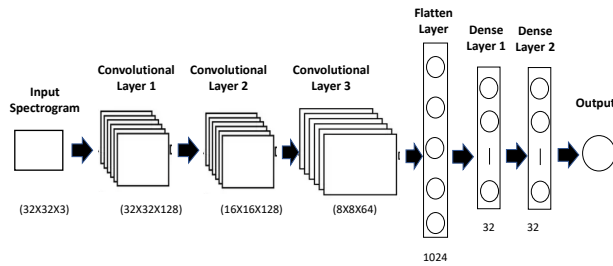 Input
Spectrogram
(32X32X3)
Convolutional
Layer 1
(32X32X128)
Convolutional
Layer 2
(16X16X128)
Convolutional
Layer 3
(8X8X64)
Flatten
Layer
1024
Dense
Layer 1
32
Dense
Layer 2
32
Output